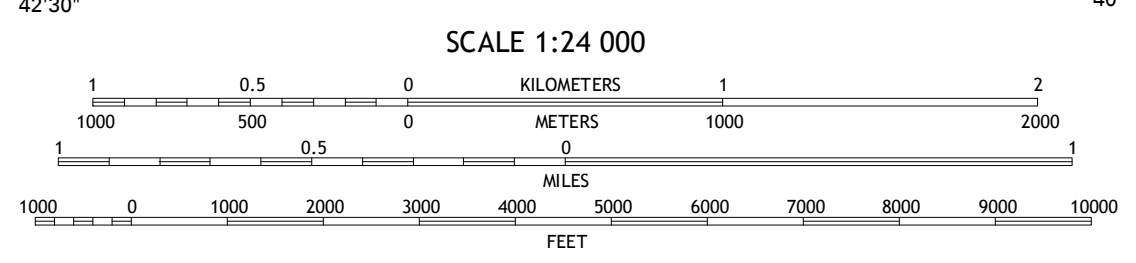 42'30" 40
SCALE 1:24 000
1 0.5 0 KILOMETERS 1 2
1000 500 0 METERS 1000 2000
1 0.5 0 1
MILES
1000 0 1000 2000 3000 4000 5000 6000 7000 8000 9000 10000
FEET